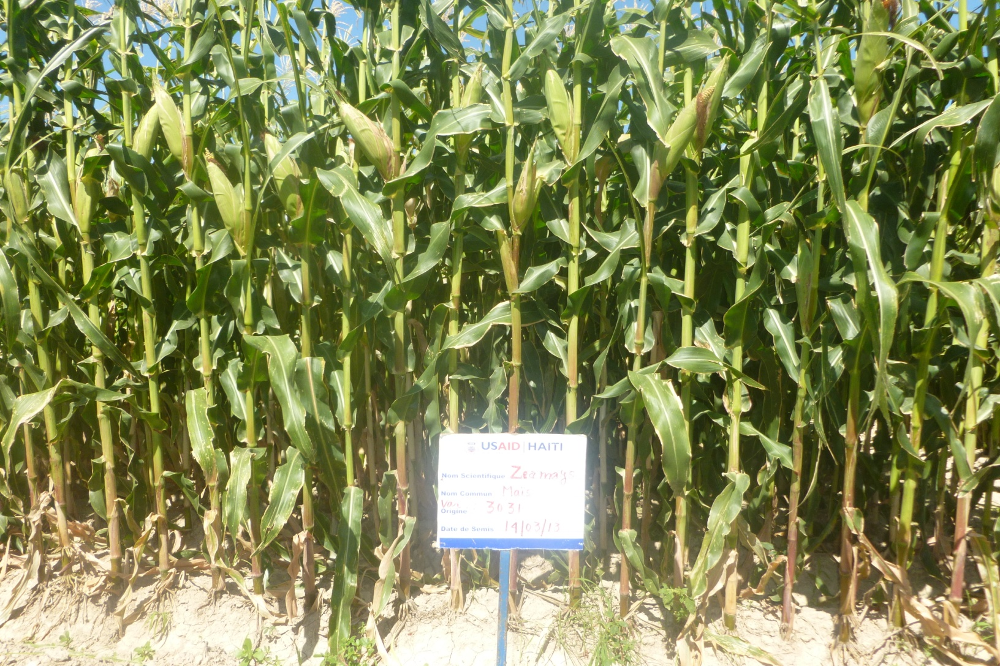 USAID | HAITI
Nom Scientifique Zea mays
Nom Commun Maïs
Var. 3031
Origine
Date de Semis 14/03/13